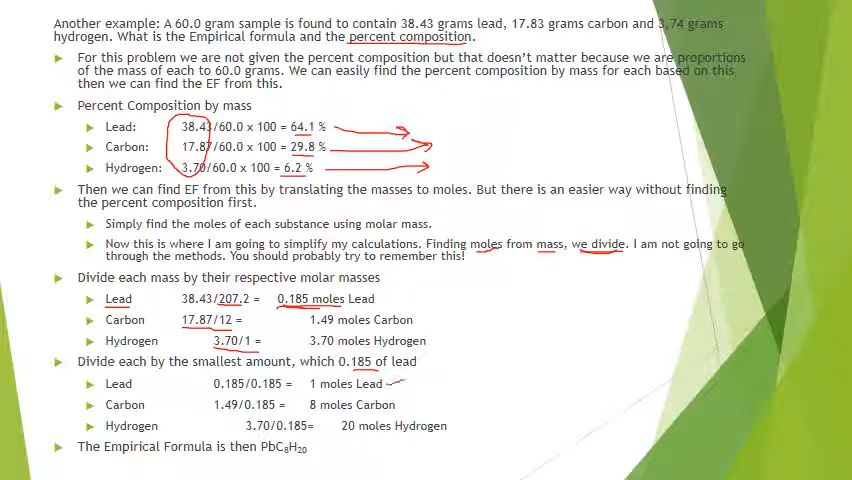 Another example: A 60.0 gram sample is found to contain 38.43 grams lead, 17.83 grams carbon and 3,74 grams
hydrogen. What is the Empirical formula and the percent composition.
For this problem we are not given the percent composition but that doesn't matter because we are proportions
of the mass of each to 60.0 grams. We can easily find the percent composition by mass for each based on this
then we can find the EF from this.
Percent Composition by mass
Lead: 38.43/60.0 x 100 = 64.1 %
Carbon: 17.87/60.0 x 100 = 29.8 %
Hydrogen: 3.70/60.0 x 100 = 6.2 %
Then we can find EF from this by translating the masses to moles. But there is an easier way without finding
the percent composition first.
Simply find the moles of each substance using molar mass.
Now this is where I am going to simplify my calculations. Finding moles from mass, we divide. I am not going to go
through the methods. You should probably try to remember this!
Divide each mass by their respective molar masses
Lead 38.43/207.2 = 0.185 moles Lead
Carbon 17.87/12 = 1.49 moles Carbon
Hydrogen 3.70/1 = 3.70 moles Hydrogen
Divide each by the smallest amount, which 0.185 of lead
Lead 0.185/0.185 = 1 moles Lead
Carbon 1.49/0.185 = 8 moles Carbon
Hydrogen 3.70/0.185= 20 moles Hydrogen
The Empirical Formula is then PbC₈H₂₀